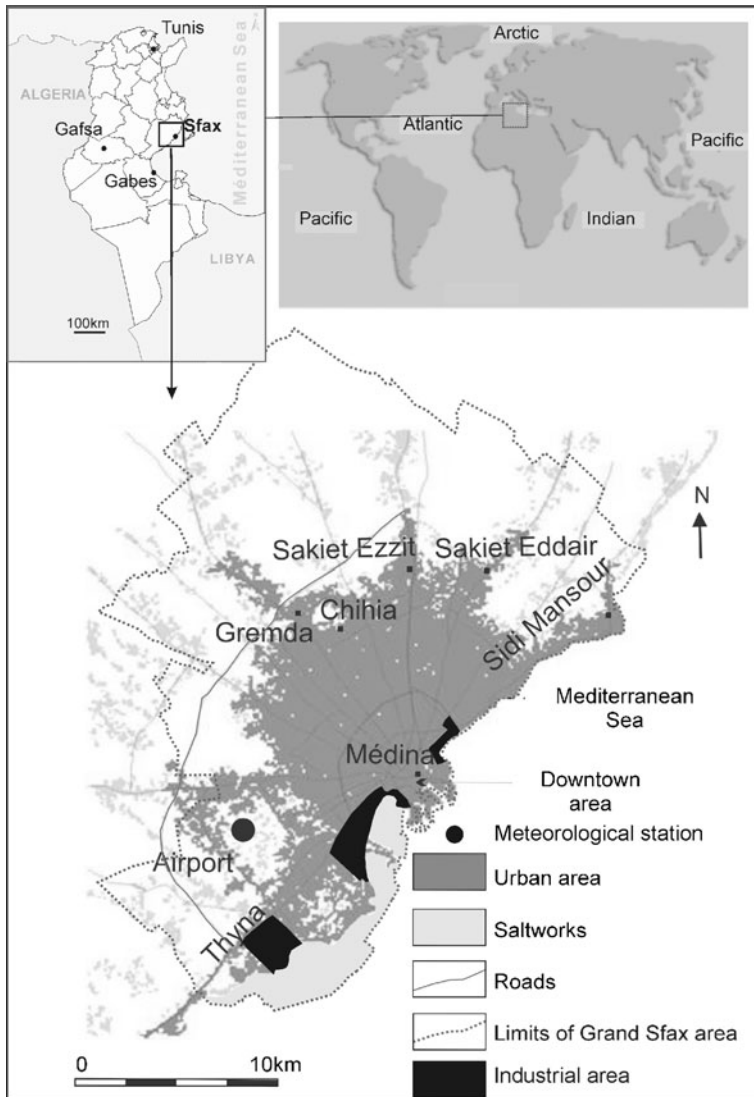 Tunis
ALGERIA
Méditerranean Sea
Gafsa
Sfax
Gabes
LIBYA
100km
Arctic
Atlantic
Pacific
Pacific
Indian
N
Sakiet Ezzit
Sakiet Eddair
Chihia
Gremda
Sidi Mansour
Mediterranean
Sea
Médina
Downtown
area
Airport
Thyna
Meteorological station
Urban area
Saltworks
Roads
Limits of Grand Sfax area
Industrial area
0
10km